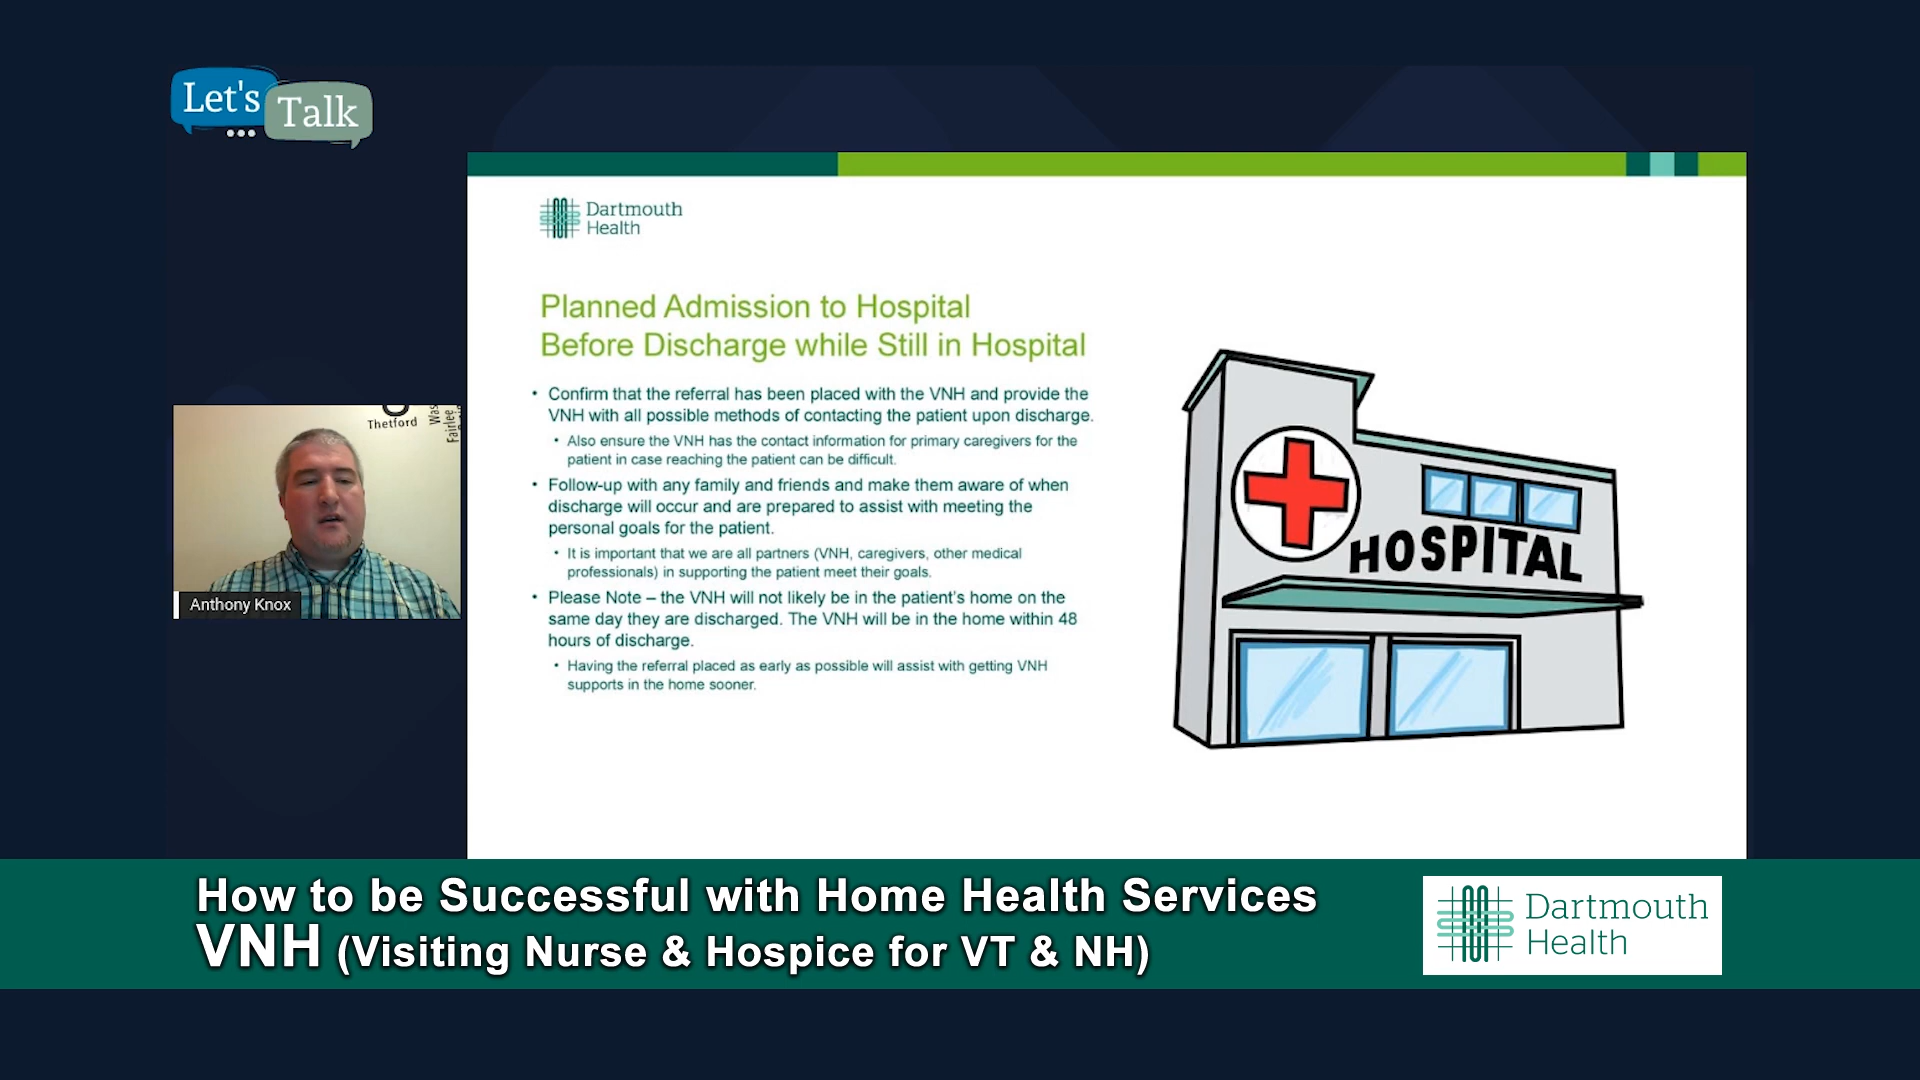 Let's
Talk
Dartmouth
Health
Planned Admission to Hospital
Before Discharge while Still in Hospital
• Confirm that the referral has been placed with the VNH and provide the
VNH with all possible methods of contacting the patient upon discharge.
• Also ensure the VNH has the contact information for primary caregivers for the
patient in case reaching the patient can be difficult.
• Follow-up with any family and friends and make them aware of when
discharge will occur and are prepared to assist with meeting the
personal goals for the patient.
• It is important that we are all partners (VNH, caregivers, other medical
professionals) in supporting the patient meet their goals.
• Please Note – the VNH will not likely be in the patient's home on the
same day they are discharged. The VNH will be in the home within 48
hours of discharge.
• Having the referral placed as early as possible will assist with getting VNH
supports in the home sooner.
HOSPITAL
Thetford
Fairlee
Anthony Knox
How to be Successful with Home Health Services
VNH (Visiting Nurse & Hospice for VT & NH)
Dartmouth
Health